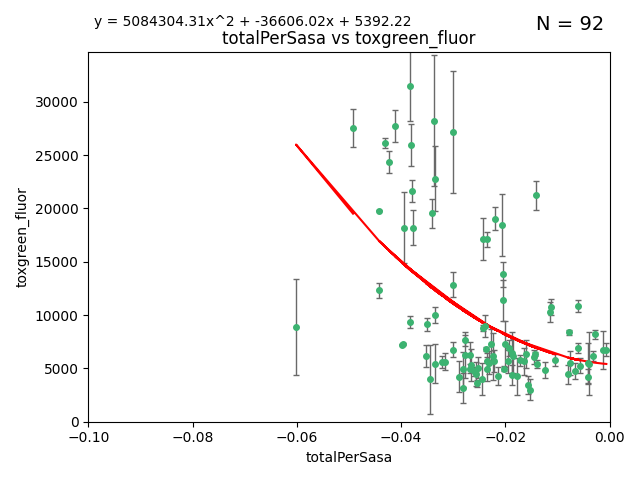 y = 5084304.31x^2 + -36606.02x + 5392.22
N = 92
totalPerSasa vs toxgreen_fluor
30000
25000
20000
15000
10000
5000
0
toxgreen_fluor
−0.10 −0.08 −0.06 −0.04 −0.02 0.00
totalPerSasa